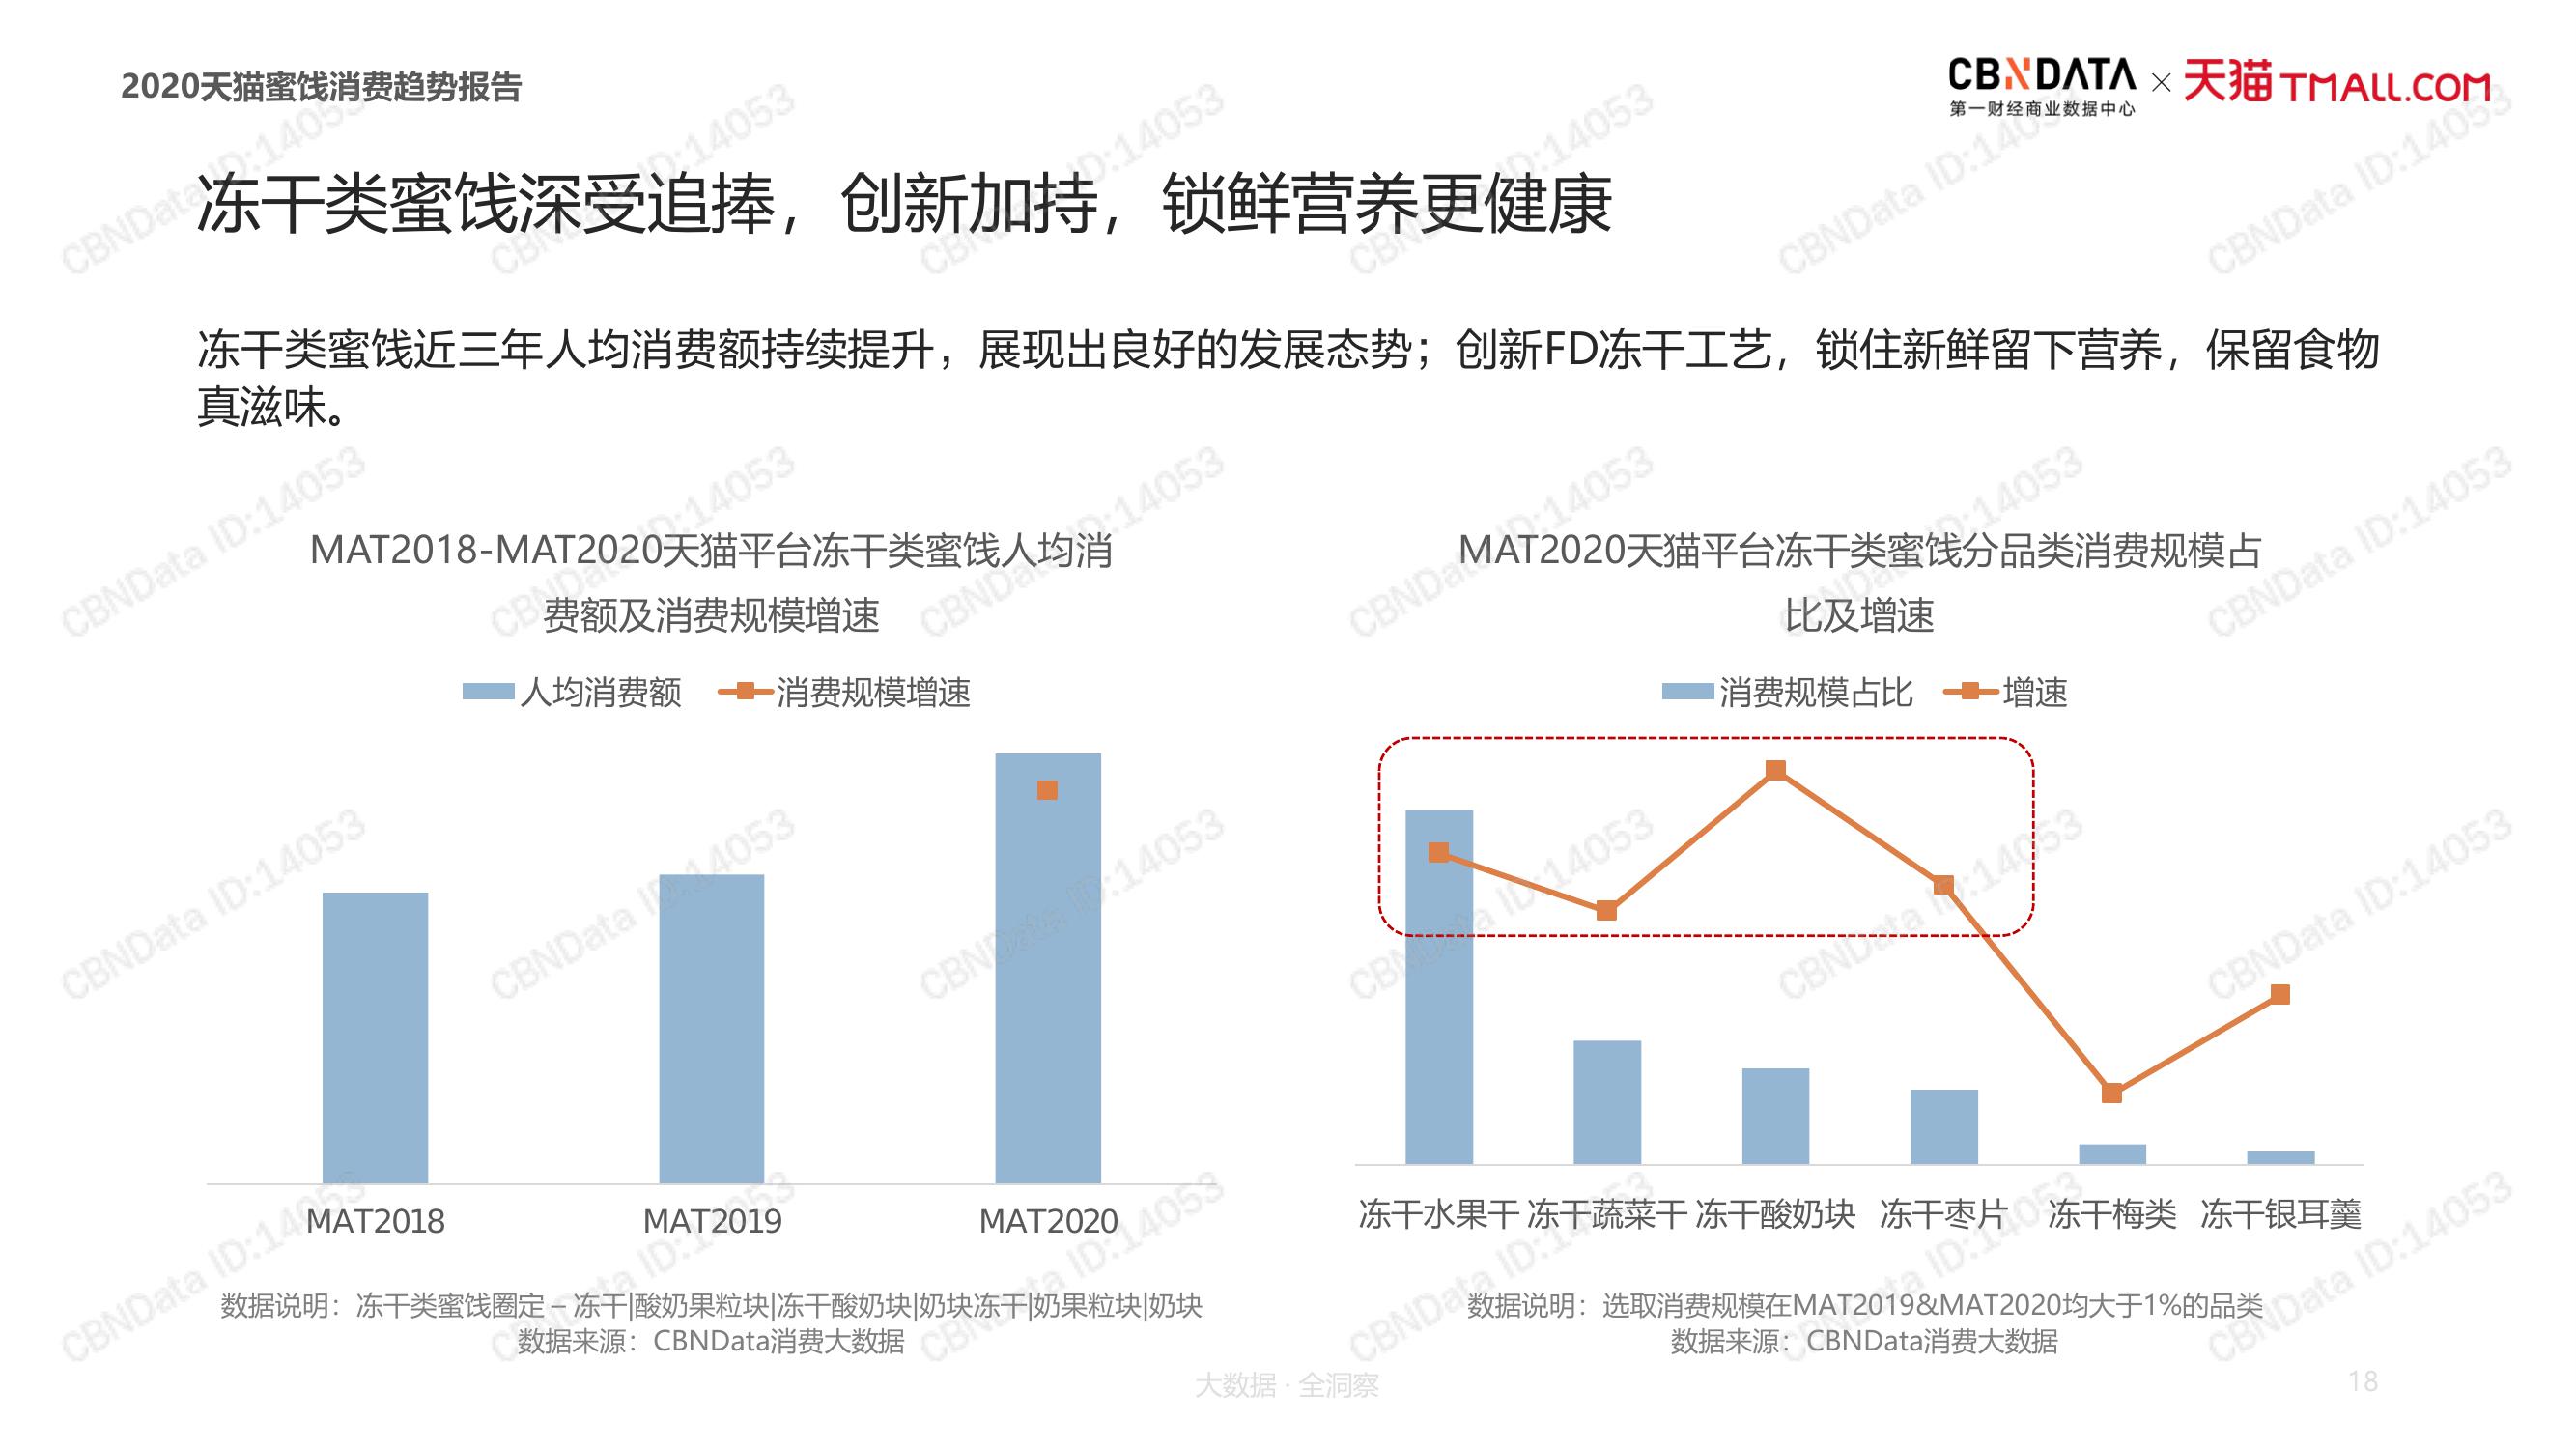 2020天猫蜜饯消费趋势报告
CBNDATA × 天猫 TMALL.COM
第一财经商业数据中心
冻干类蜜饯深受追捧，创新加持，锁鲜营养更健康
冻干类蜜饯近三年人均消费额持续提升，展现出良好的发展态势；创新FD冻干工艺，锁住新鲜留下营养，保留食物
真滋味。
MAT2018-MAT2020天猫平台冻干类蜜饯人均消
费额及消费规模增速
人均消费额 消费规模增速
MAT2018 MAT2019 MAT2020
数据说明：冻干类蜜饯圈定 – 冻干|酸奶果粒块|冻干酸奶块|奶块冻干|奶果粒块|奶块
数据来源：CBNData消费大数据
MAT2020天猫平台冻干类蜜饯分品类消费规模占
比及增速
消费规模占比 增速
冻干水果干 冻干蔬菜干 冻干酸奶块 冻干枣片 冻干梅类 冻干银耳羹
数据说明：选取消费规模在MAT2019&MAT2020均大于1%的品类
数据来源：CBNData消费大数据
大数据 · 全洞察
18
CBNData ID:14053